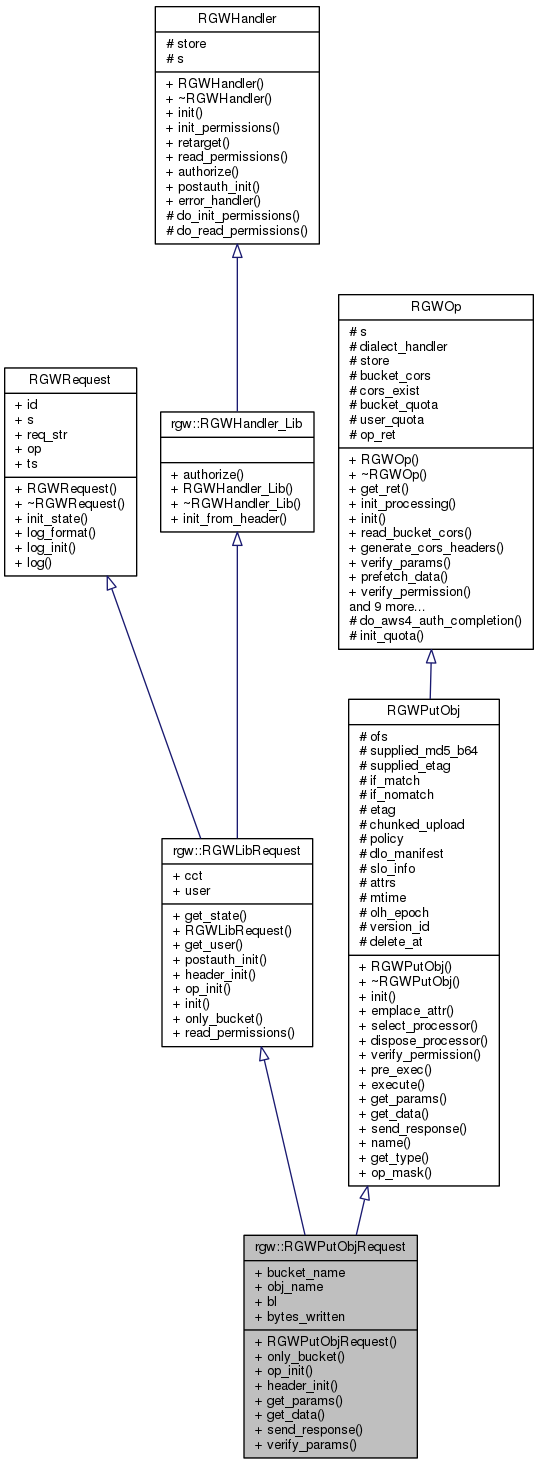 RGWHandler
# store
# s
+ RGWHandler()
+ ~RGWHandler()
+ init()
+ init_permissions()
+ retarget()
+ read_permissions()
+ authorize()
+ postauth_init()
+ error_handler()
# do_init_permissions()
# do_read_permissions()
RGWOp
# s
# dialect_handler
# store
# bucket_cors
# cors_exist
# bucket_quota
# user_quota
# op_ret
+ RGWOp()
+ ~RGWOp()
+ get_ret()
+ init_processing()
+ init()
+ read_bucket_cors()
+ generate_cors_headers()
+ verify_params()
+ prefetch_data()
+ verify_permission()
and 9 more...
# do_aws4_auth_completion()
# init_quota()
RGWRequest
+ id
+ s
+ req_str
+ op
+ ts
+ RGWRequest()
+ ~RGWRequest()
+ init_state()
+ log_format()
+ log_init()
+ log()
rgw::RGWHandler_Lib
+ authorize()
+ RGWHandler_Lib()
+ ~RGWHandler_Lib()
+ init_from_header()
RGWPutObj
# ofs
# supplied_md5_b64
# supplied_etag
# if_match
# if_nomatch
# etag
# chunked_upload
# policy
# dlo_manifest
# slo_info
# attrs
# mtime
# olh_epoch
# version_id
# delete_at
+ RGWPutObj()
+ ~RGWPutObj()
+ init()
+ emplace_attr()
+ select_processor()
+ dispose_processor()
+ verify_permission()
+ pre_exec()
+ execute()
+ get_params()
+ get_data()
+ send_response()
+ name()
+ get_type()
+ op_mask()
rgw::RGWLibRequest
+ cct
+ user
+ get_state()
+ RGWLibRequest()
+ get_user()
+ postauth_init()
+ header_init()
+ op_init()
+ init()
+ only_bucket()
+ read_permissions()
rgw::RGWPutObjRequest
+ bucket_name
+ obj_name
+ bl
+ bytes_written
+ RGWPutObjRequest()
+ only_bucket()
+ op_init()
+ header_init()
+ get_params()
+ get_data()
+ send_response()
+ verify_params()